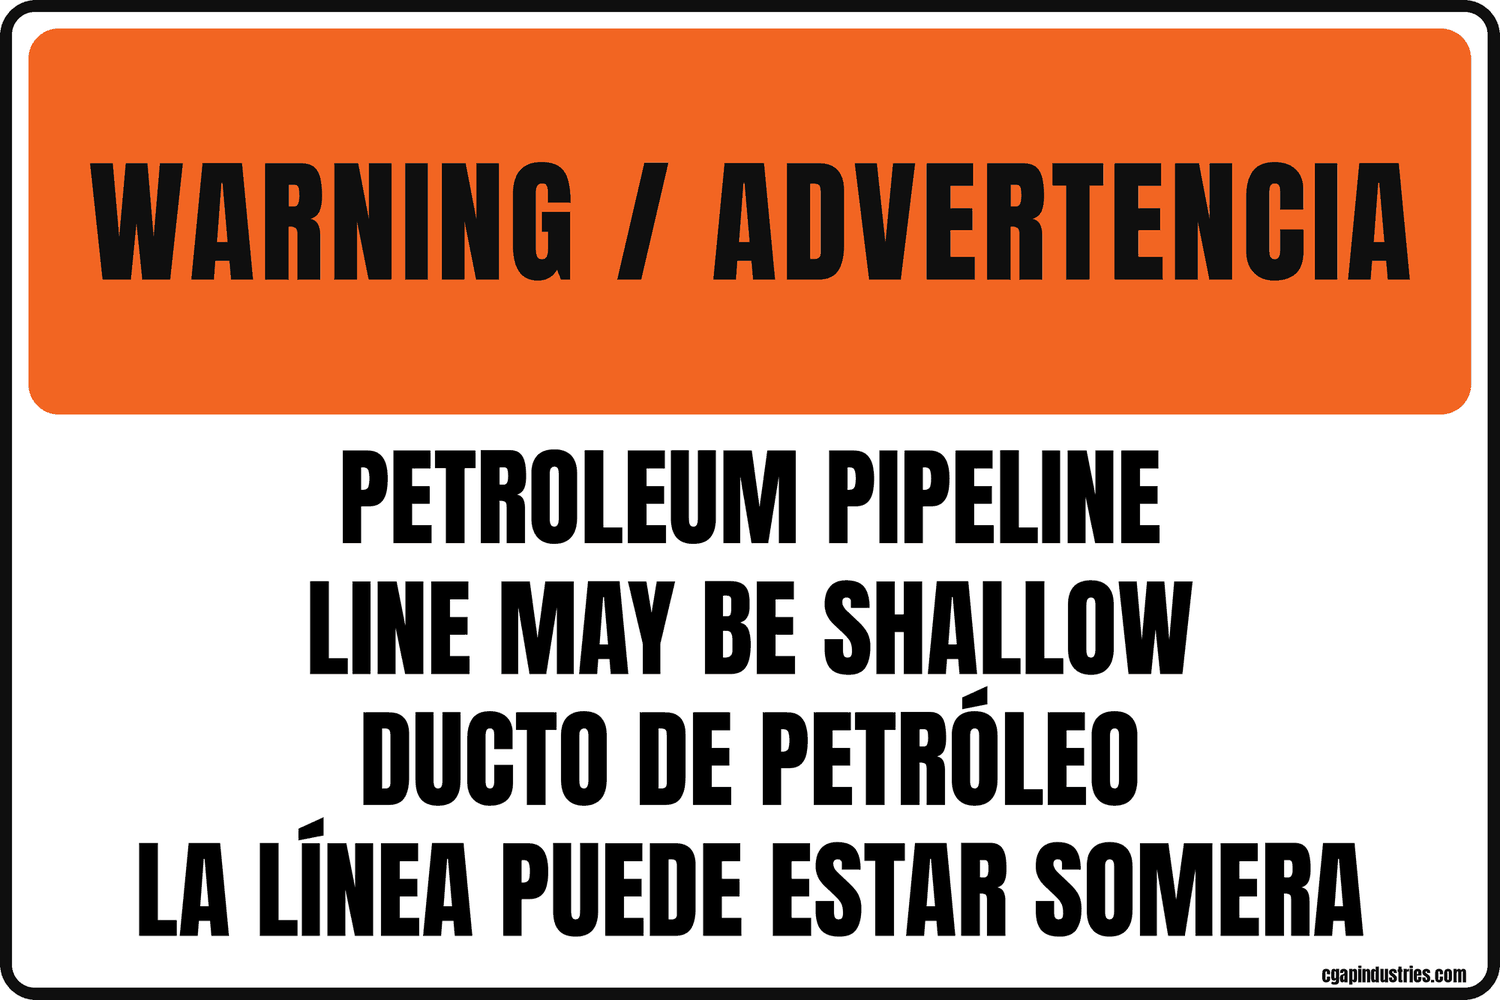 WARNING / ADVERTENCIA
PETROLEUM PIPELINE
LINE MAY BE SHALLOW
DUCTO DE PETRÓLEO
LA LÍNEA PUEDE ESTAR SOMERA
cgapindustries.com